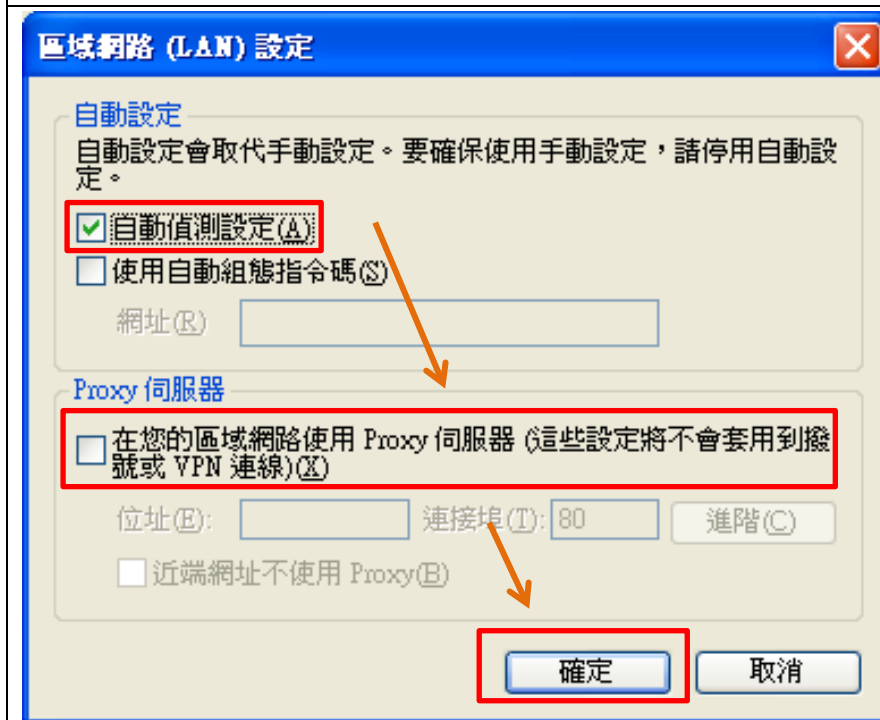 區域網路 (LAN) 設定
自動設定
自動設定會取代手動設定。要確保使用手動設定，請停用自動設
定。
自動偵測設定(A)
使用自動組態指令碼(S)
網址(R)
Proxy 伺服器
在您的區域網路使用 Proxy 伺服器 (這些設定將不會套用到撥
號或 VPN 連線)(X)
位址(E): 連接埠(T): 80 進階(C)
近端網址不使用 Proxy(B)
確定 取消